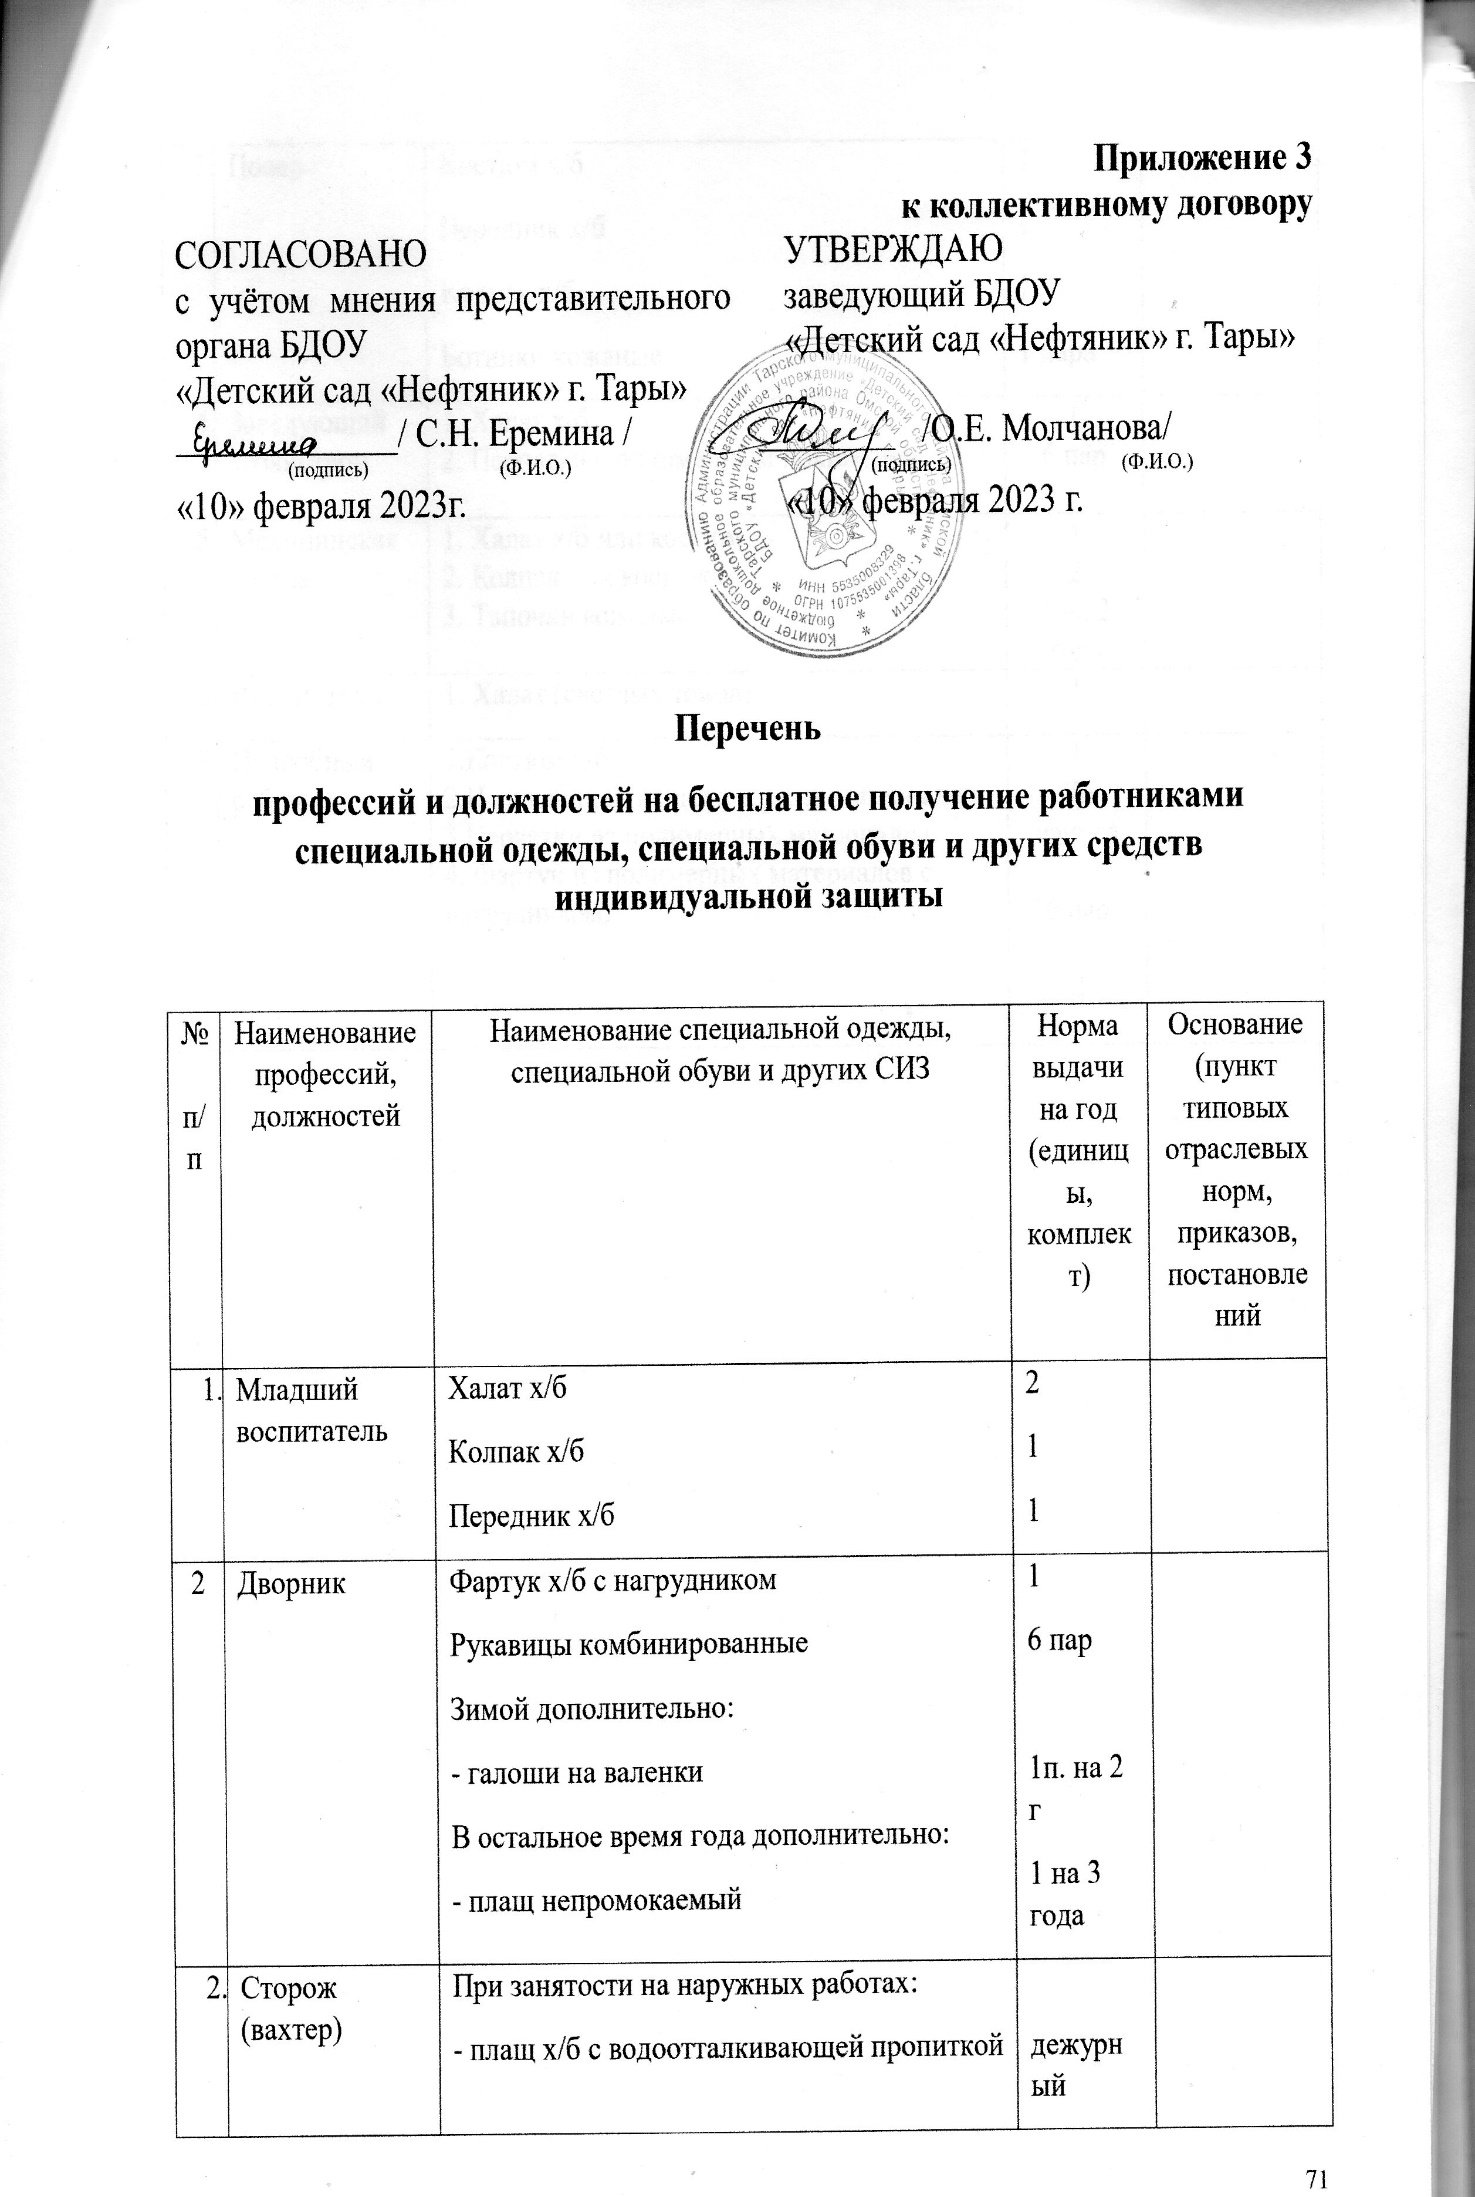 Приложение 3
к коллективному договору
СОГЛАСОВАНО
с учётом мнения представительного
органа БДОУ
«Детский сад «Нефтяник» г. Тары»
Еремина / С.Н. Еремина /
(подпись) (Ф.И.О.)
«10» февраля 2023г.
УТВЕРЖДАЮ
заведующий БДОУ
«Детский сад «Нефтяник» г. Тары»
/О.Е. Молчанова/
(подпись) (Ф.И.О.)
«10» февраля 2023 г.
ИНН 5535008329
ОГРН 1075535001398
Перечень
профессий и должностей на бесплатное получение работниками
специальной одежды, специальной обуви и других средств
индивидуальной защиты
№
п/
п
Наименование
профессий,
должностей
Наименование специальной одежды,
специальной обуви и других СИЗ
Норма
выдачи
на год
(единиц
ы,
комплек
т)
Основание
(пункт
типовых
отраслевых
норм,
приказов,
постановле
ний
1. Младший
воспитатель
Халат х/б 2
Колпак х/б 1
Передник х/б 1
2 Дворник
Фартук х/б с нагрудником 1
Рукавицы комбинированные 6 пар
Зимой дополнительно:
- галоши на валенки 1п. на 2
г
В остальное время года дополнительно:
- плащ непромокаемый 1 на 3
года
2. Сторож
(вахтер)
При занятости на наружных работах:
- плащ х/б с водоотталкивающей пропиткой дежурн
ый
71